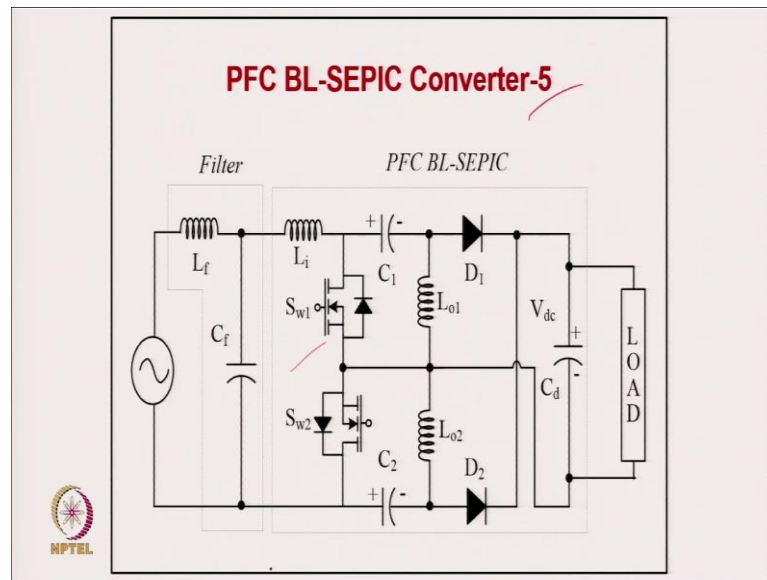 PFC BL-SEPIC Converter-5
Filter
PFC BL-SEPIC
Lf
Li
+ -
C1
D1
Sw1
Lo1
Vdc
Cf
+
-
Cd
LOAD
Sw2
Lo2
C2
D2
+ -
NPTEL